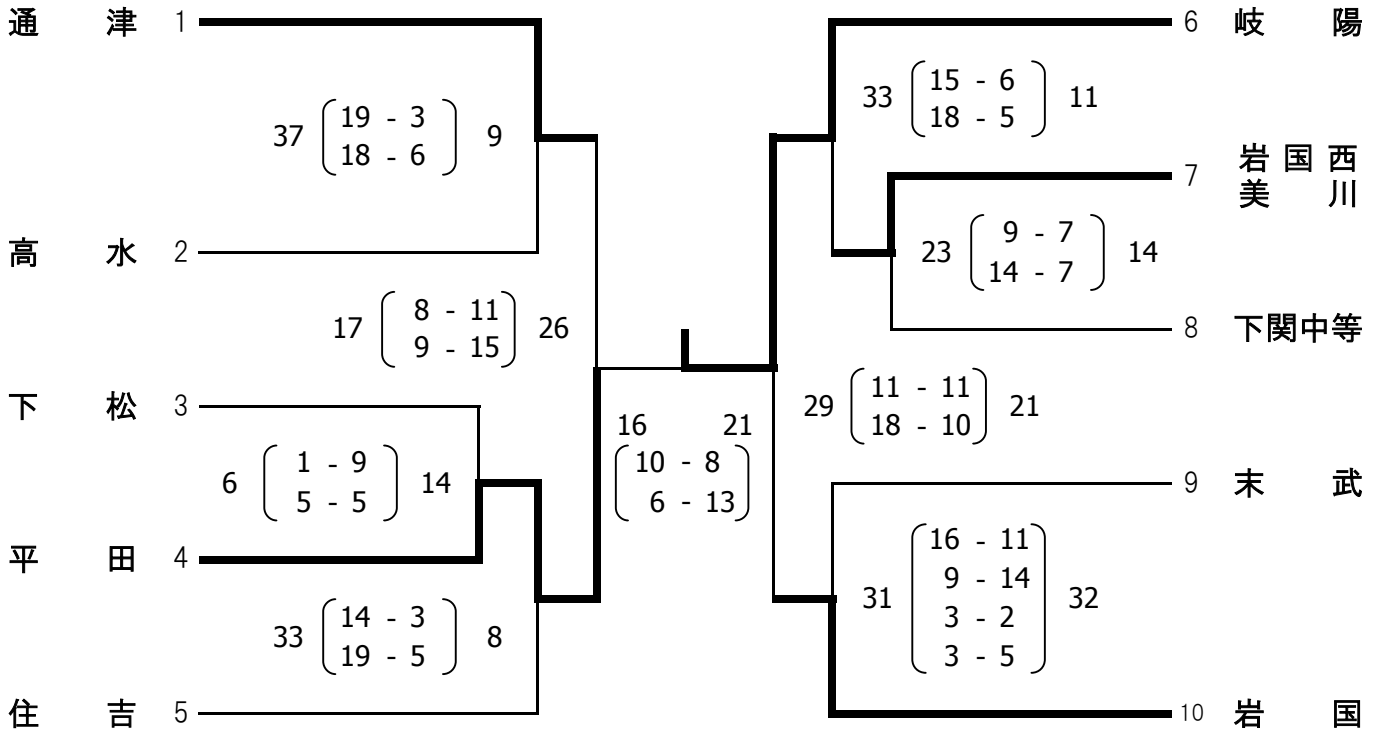 通津 1
37 19 - 3 9
18 - 6
高水 2
17 8 - 11 26
9 - 15
下松 3
6 1 - 9 14
5 - 5
平田 4
33 14 - 3 8
19 - 5
住吉 5
16 21
10 - 8
6 - 13
6 岐陽
33 15 - 6 11
18 - 5
7 岩国西
美川
23 9 - 7 14
14 - 7
8 下関中等
29 11 - 11 21
18 - 10
9 末武
31 16 - 11 32
9 - 14
3 - 2
3 - 5
10 岩国